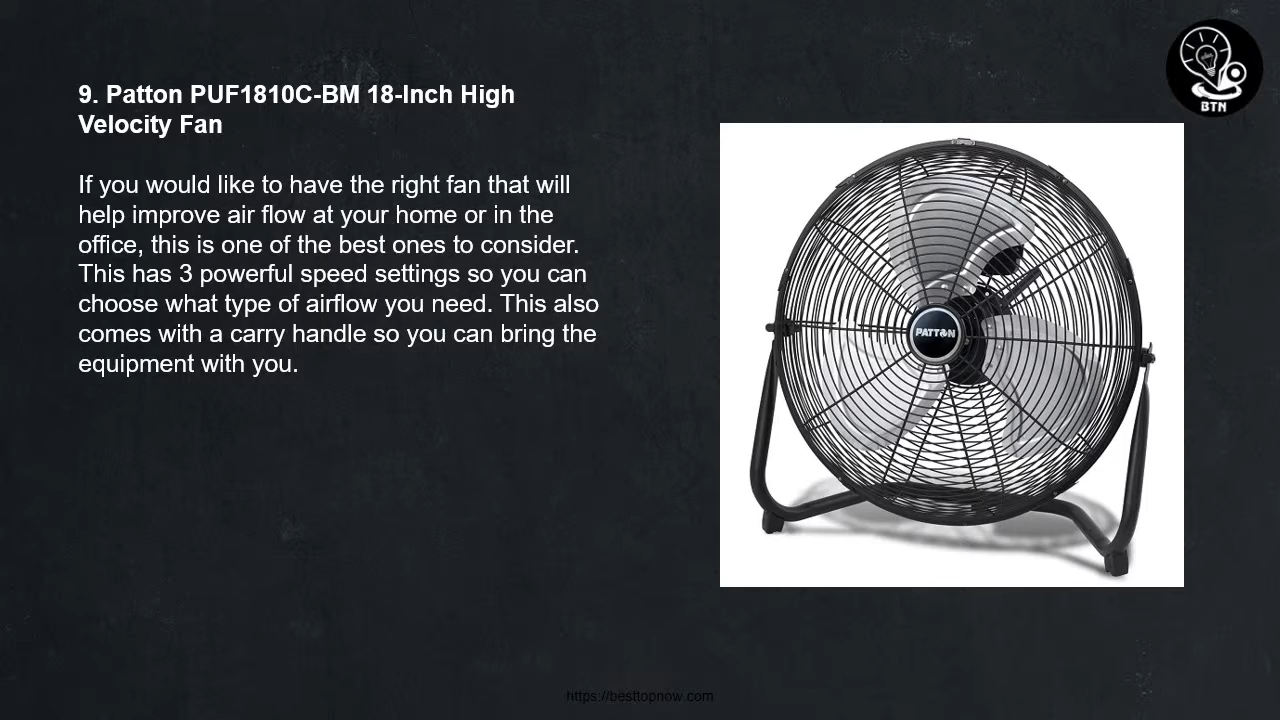 9. Patton PUF1810C-BM 18-Inch High
Velocity Fan
If you would like to have the right fan that will
help improve air flow at your home or in the
office, this is one of the best ones to consider.
This has 3 powerful speed settings so you can
choose what type of airflow you need. This also
comes with a carry handle so you can bring the
equipment with you.
BTN
PATTON
https://besttopnow.com